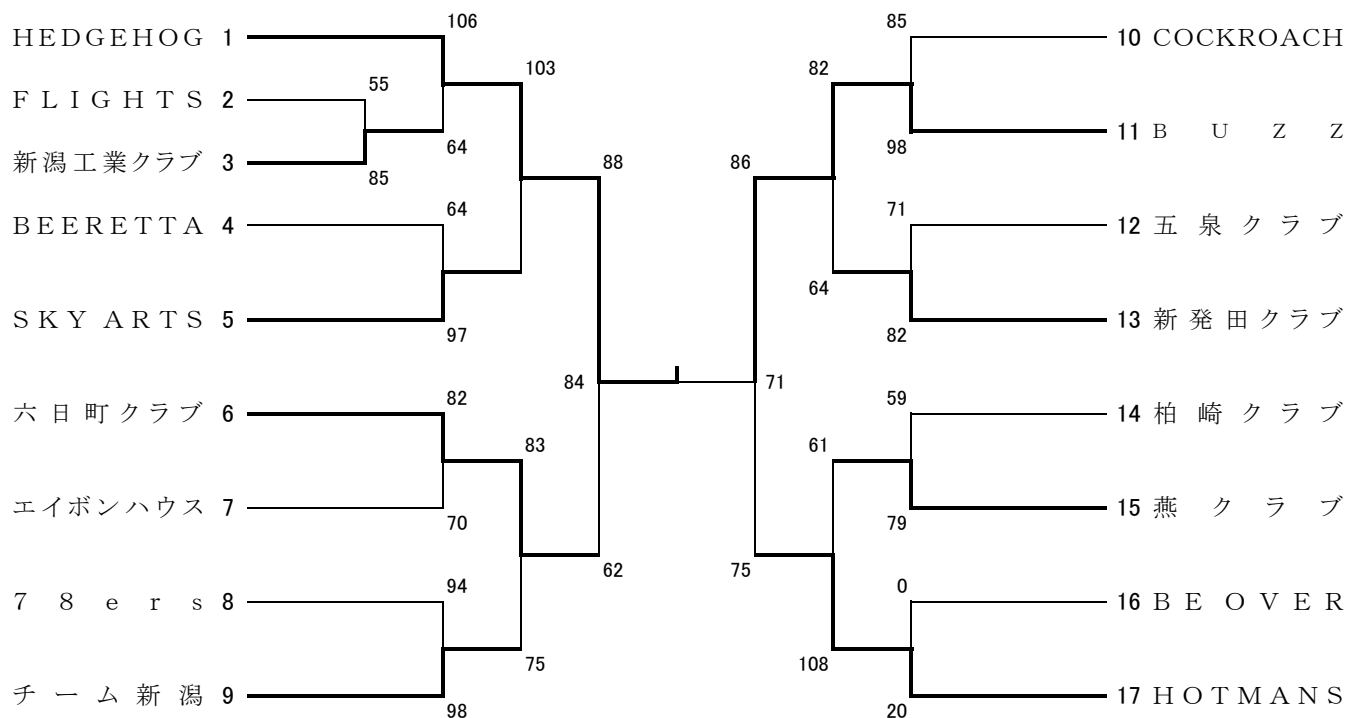 106
85
HEDGEHOG 1
10 COCKROACH
103
82
55
FLIGHTS 2
98
11 BUZZ
64
新潟工業クラブ 3
88
86
85
64
71
BEERETTA 4
12 五泉クラブ
64
SKY ARTS 5
13 新発田クラブ
97
82
84
71
82
59
六日町クラブ 6
14 柏崎クラブ
83
61
エイボンハウス 7
15 燕クラブ
70
79
62
75
94
0
78ers 8
16 BE OVER
75
108
チーム新潟 9
17 HOTMANS
98
20